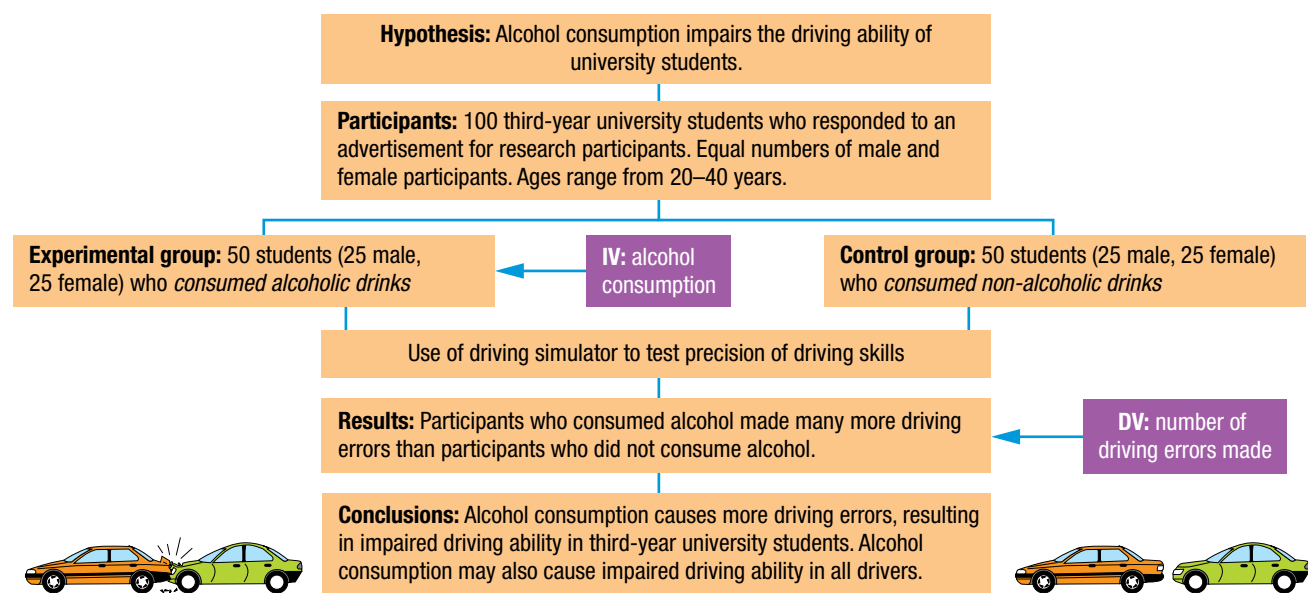 Hypothesis: Alcohol consumption impairs the driving ability of
university students.
Participants: 100 third-year university students who responded to an
advertisement for research participants. Equal numbers of male and
female participants. Ages range from 20–40 years.
Experimental group: 50 students (25 male,
25 female) who consumed alcoholic drinks
IV: alcohol
consumption
Control group: 50 students (25 male, 25 female)
who consumed non-alcoholic drinks
Use of driving simulator to test precision of driving skills
Results: Participants who consumed alcohol made many more driving
errors than participants who did not consume alcohol.
DV: number of
driving errors made
Conclusions: Alcohol consumption causes more driving errors, resulting
in impaired driving ability in third-year university students. Alcohol
consumption may also cause impaired driving ability in all drivers.